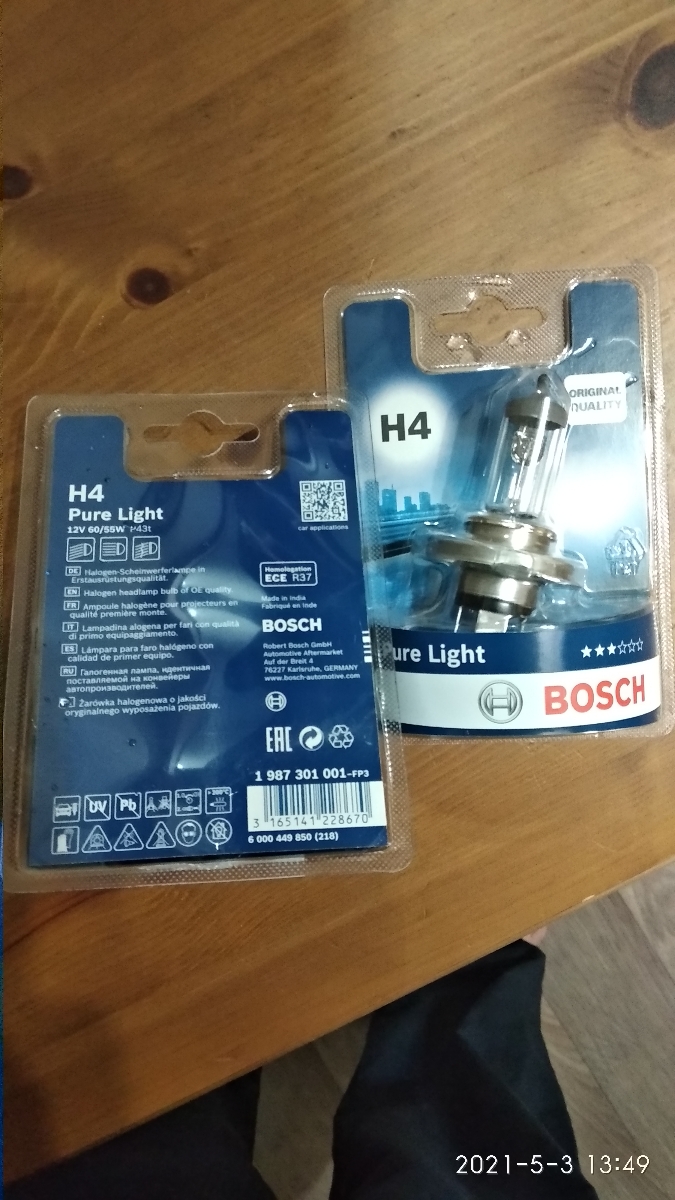 H4
Pure Light
12V 60/55W P43t
car applications
DE Halogen-Scheinwerferlampe in
Erstausrüstungsqualität.
EN Halogen headlamp bulb of OE quality.
FR Ampoule halogène pour projecteurs en
qualité première monte.
IT Lampadina alogena per fari con qualità
di primo equipaggiamento.
ES Lámpara para faro halógeno con
calidad de primer equipo.
RU Галогенная лампа, идентичная
поставляемой на конвейеры
автопроизводителей.
Żarówka halogenowa o jakości
oryginalnego wyposażenia pojazdów.
Homologation
ECE R37
Made in India
Fabriqué en Inde
BOSCH
Robert Bosch GmbH
Automotive Aftermarket
Auf der Breit 4
76227 Karlsruhe, GERMANY
www.bosch-automotive.com
EAC
1 987 301 001-FP3
3 165141 228670
6 000 449 850 (218)
UV
Pb
H4
ORIGINAL
QUALITY
Pure Light
BOSCH
2021-5-3 13:49